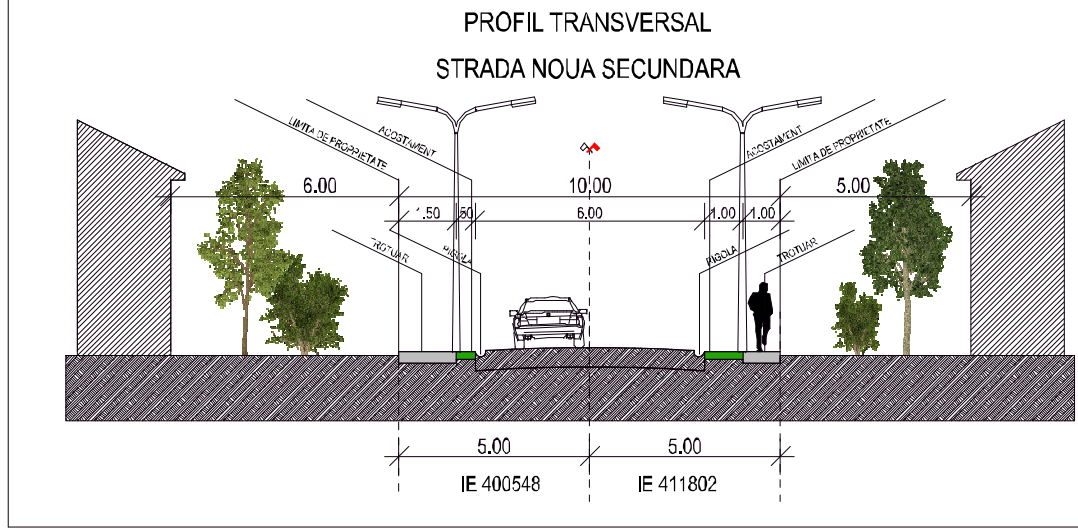 PROFIL TRANSVERSAL
STRADA NOUA SECUNDARA
LIMITA DE PROPRIETATE
ACOSTAMENT
ACOSTAMENT
LIMITA DE PROPRIETATE
6.00
10.00
5.00
1.50
.50
6.00
1.00
1.00
TROTUAR
RIGOLA
RIGOLA
TROTUAR
5.00
5.00
IE 400548
IE 411802